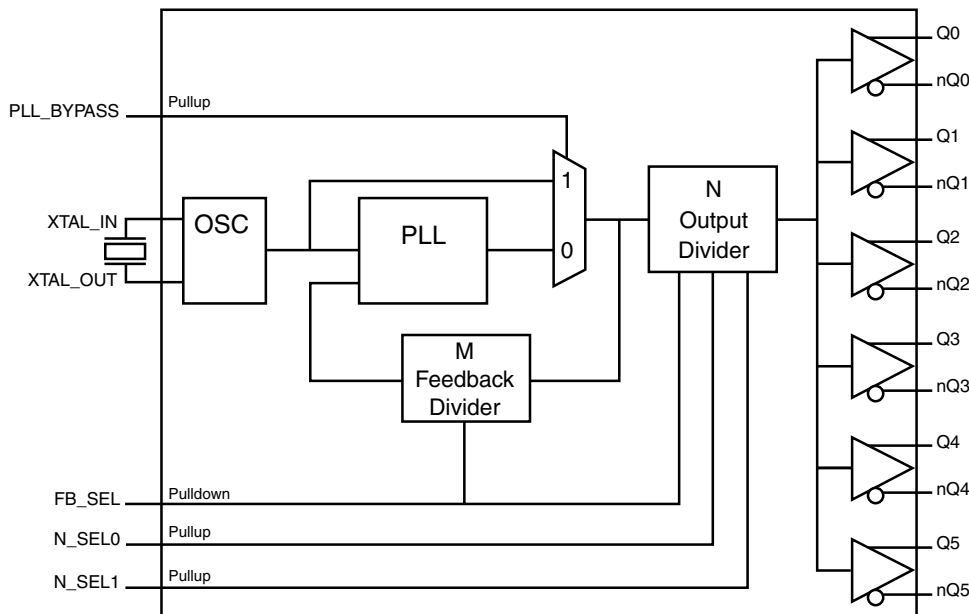 PLL_BYPASS
Pullup
XTAL_IN
XTAL_OUT
OSC
PLL
1
0
N
Output
Divider
M
Feedback
Divider
FB_SEL
Pulldown
N_SEL0
Pullup
N_SEL1
Pullup
Q0
nQ0
Q1
nQ1
Q2
nQ2
Q3
nQ3
Q4
nQ4
Q5
nQ5